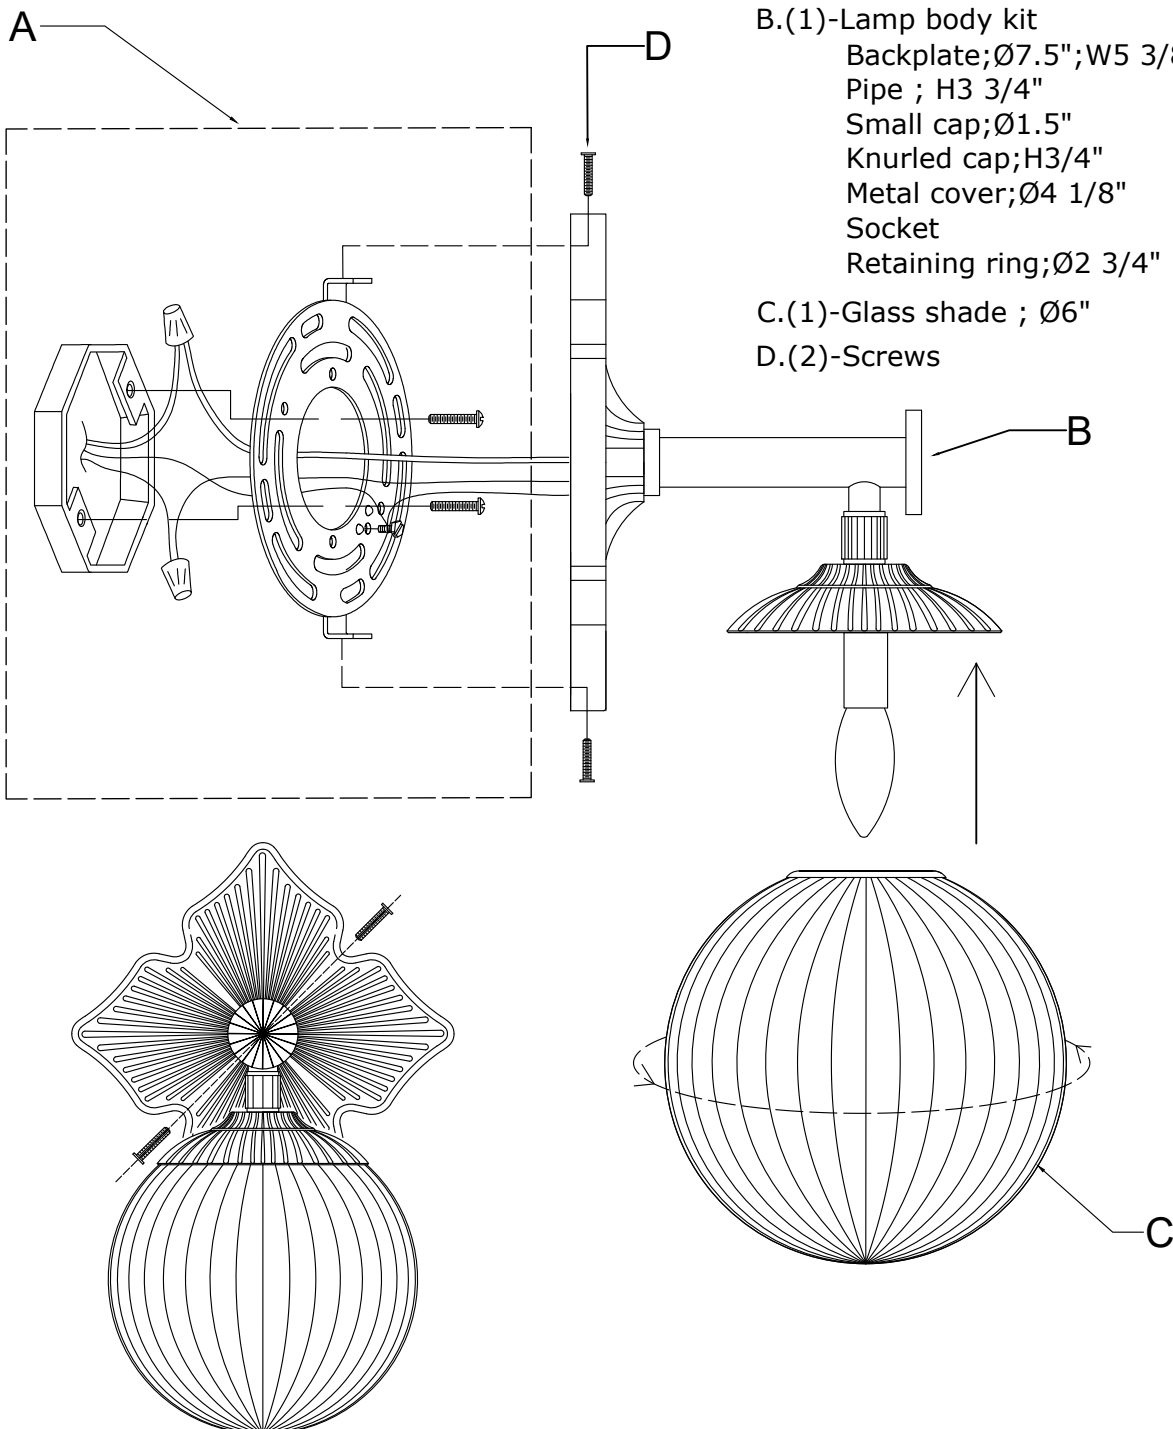 A
D
B.(1)-Lamp body kit
Backplate;Ø7.5";W5 3/8
Pipe ; H3 3/4"
Small cap;Ø1.5"
Knurled cap;H3/4"
Metal cover;Ø4 1/8"
Socket
Retaining ring;Ø2 3/4"
C.(1)-Glass shade ; Ø6"
D.(2)-Screws
B
C